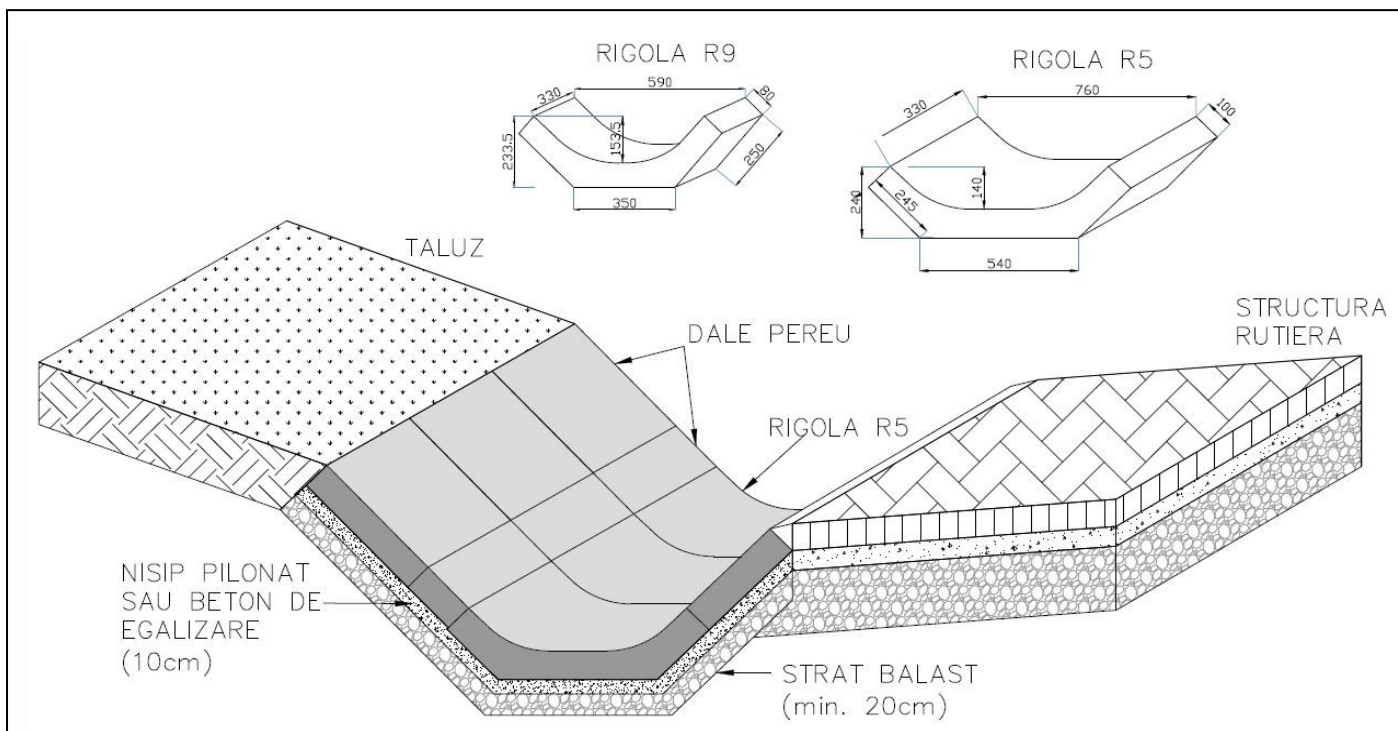 RIGOLA R9
590
330
80
153.5
233.5
250
350
RIGOLA R5
760
330
100
140
240
245
540
TALUZ
DALE PEREU
RIGOLA R5
STRUCTURA
RUTIERA
NISIP PILONAT
SAU BETON DE
EGALIZARE
(10cm)
STRAT BALAST
(min. 20cm)